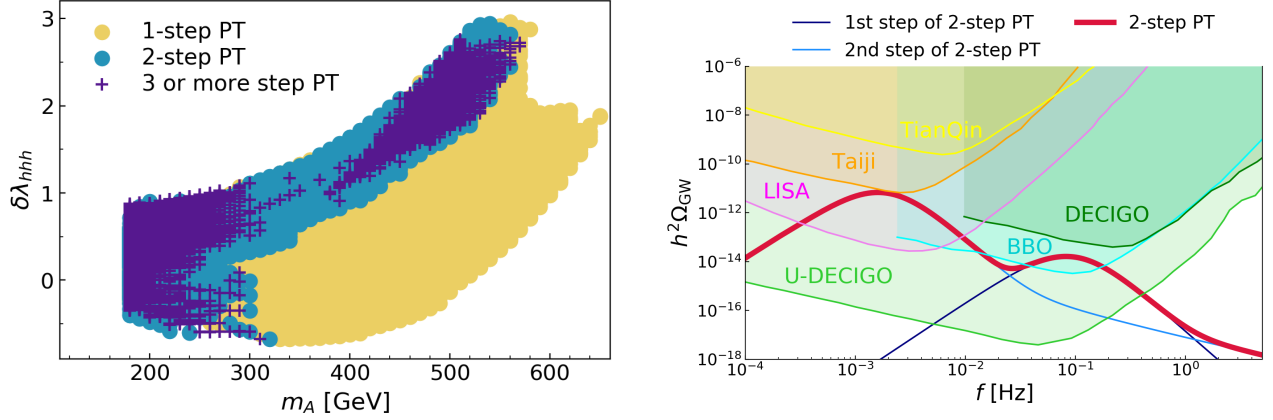 1-step PT
2-step PT
3 or more step PT
3
2
1
0
δλ_hhh
200
300
400
500
600
m_A [GeV]
1st step of 2-step PT
2-step PT
2nd step of 2-step PT
10^−6
10^−8
10^−10
10^−12
10^−14
10^−16
10^−18
h^2Ω_GW
TianQin
Taiji
LISA
DECIGO
BBO
U-DECIGO
10^−4
10^−3
10^−2
10^−1
10^0
f [Hz]